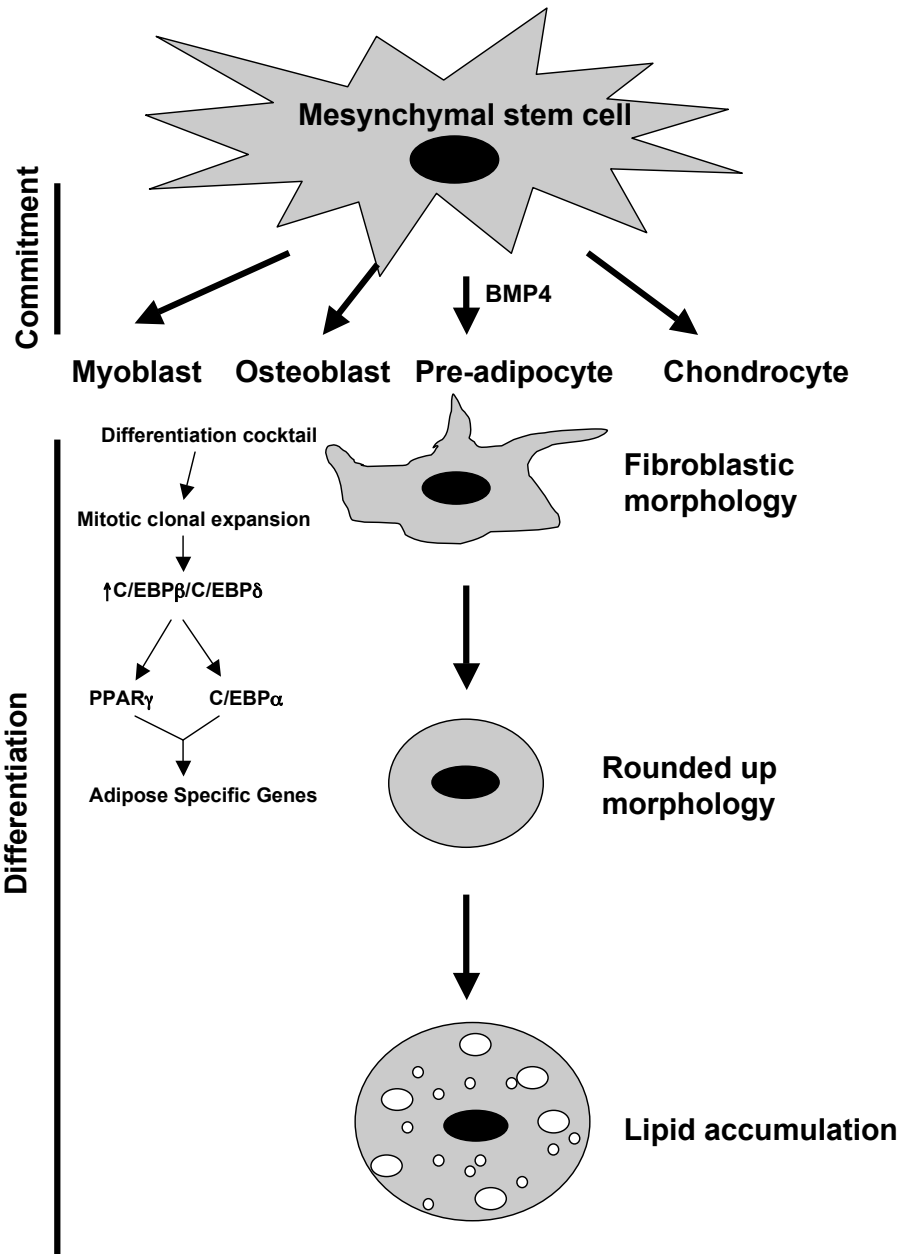 Mesynchymal stem cell
Commitment
BMP4
Myoblast Osteoblast Pre-adipocyte Chondrocyte
Differentiation
Differentiation cocktail
Mitotic clonal expansion
↑C/EBPβ/C/EBPδ
PPARγ C/EBPα
Adipose Specific Genes
Fibroblastic
morphology
Rounded up
morphology
Lipid accumulation